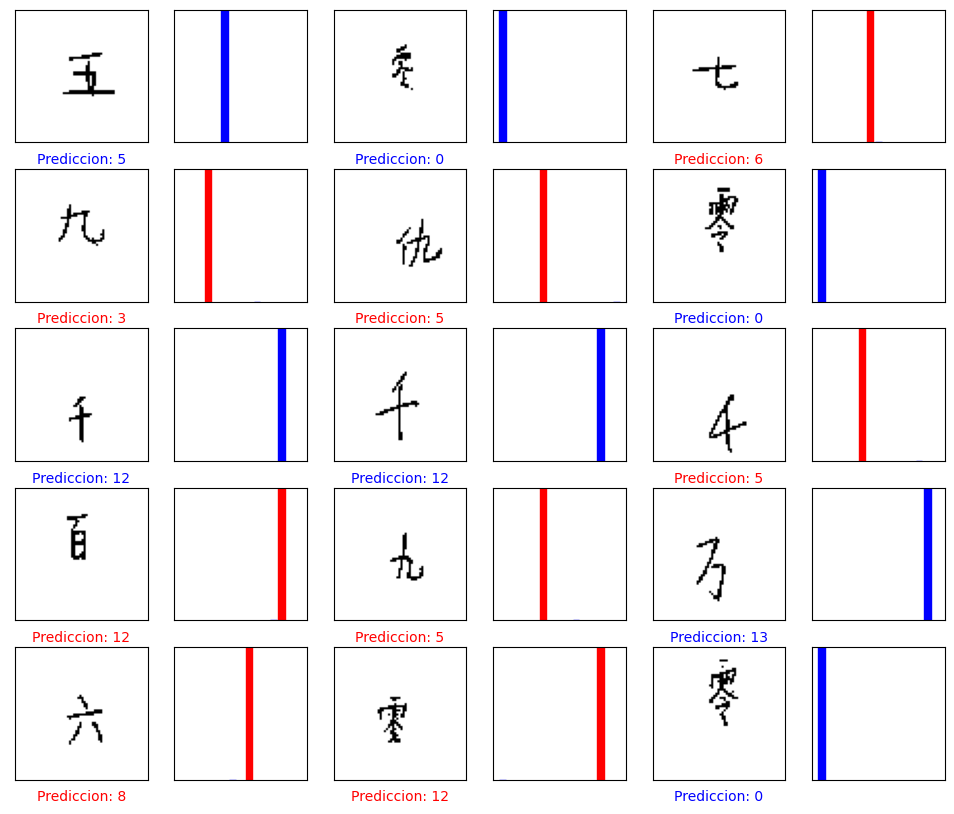 五 零 七
Prediccion: 5 Prediccion: 0 Prediccion: 6
九 仇 零
Prediccion: 3 Prediccion: 5 Prediccion: 0
千 千 4
Prediccion: 12 Prediccion: 12 Prediccion: 5
百 九 万
Prediccion: 12 Prediccion: 5 Prediccion: 13
六 零 零
Prediccion: 8 Prediccion: 12 Prediccion: 0